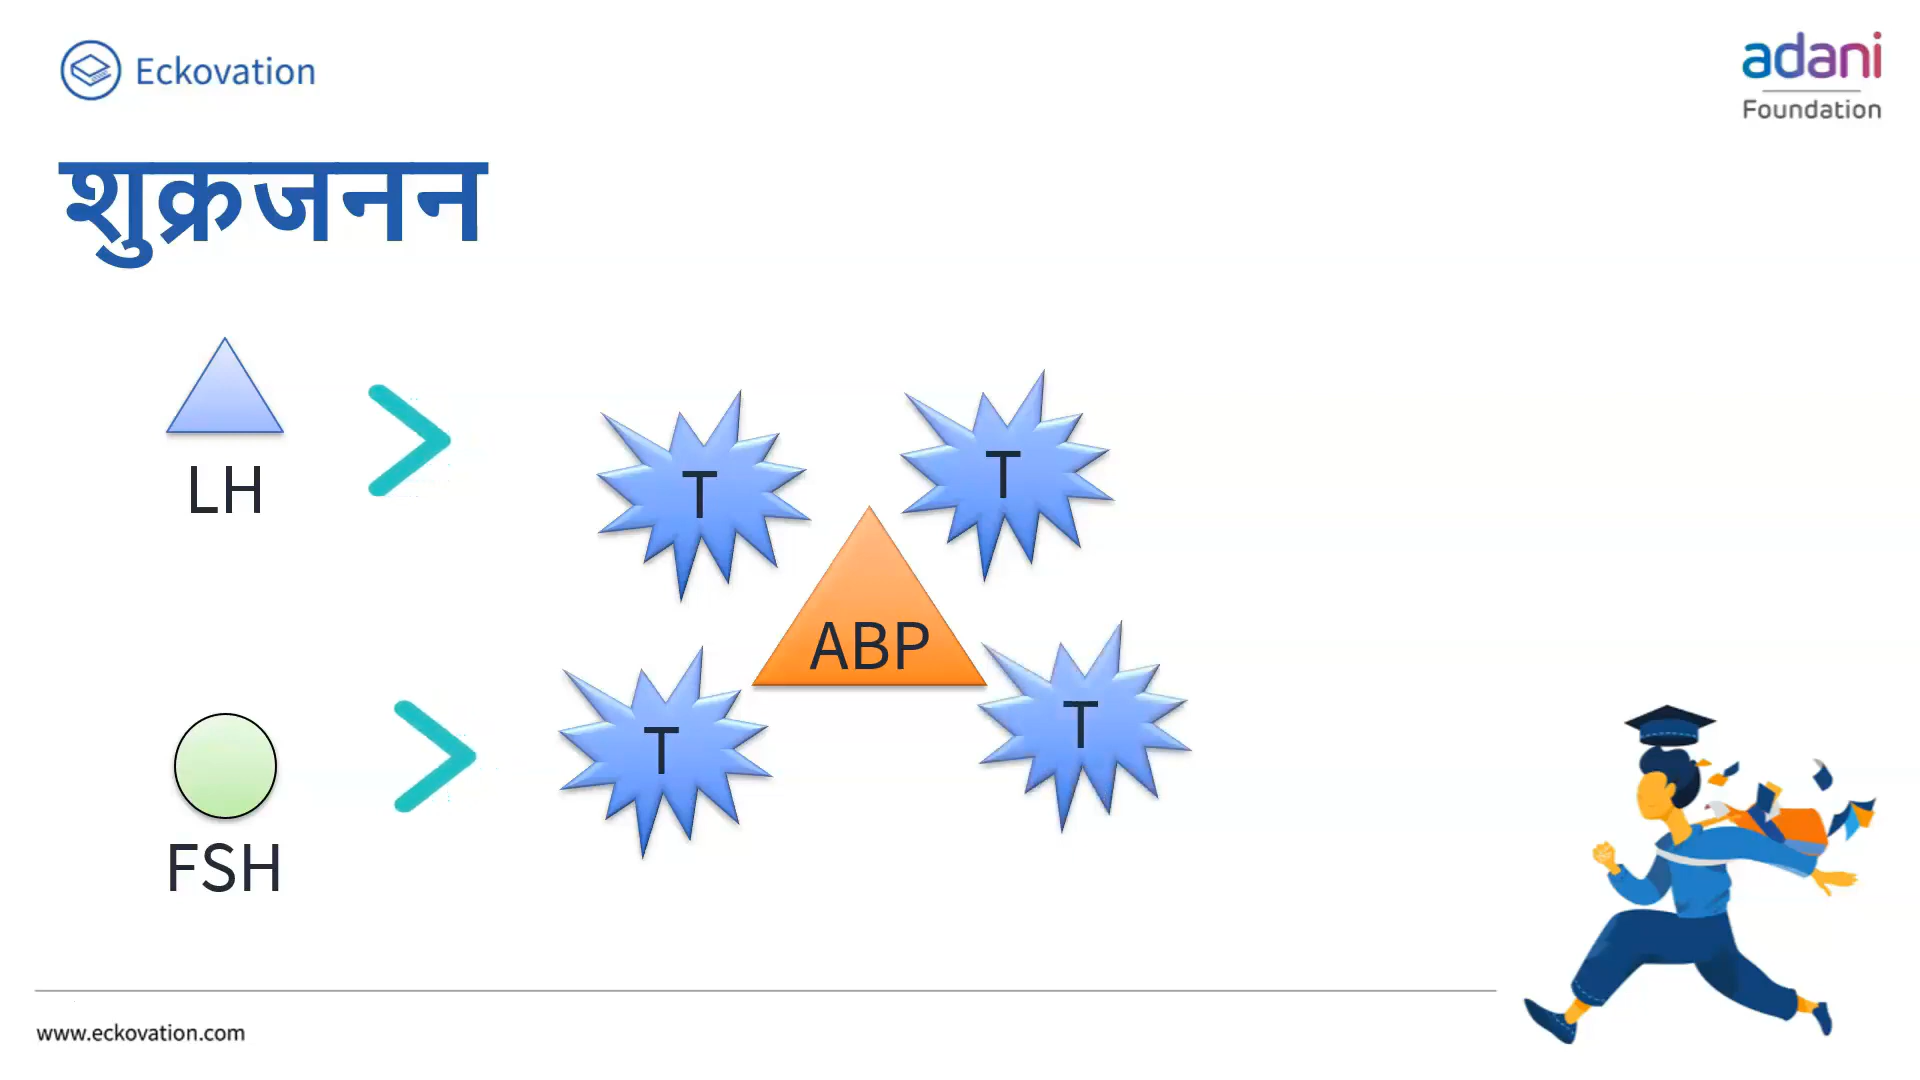 Eckovation
adani
Foundation
शुक्रजनन
LH
T
T
ABP
T
T
FSH
www.eckovation.com